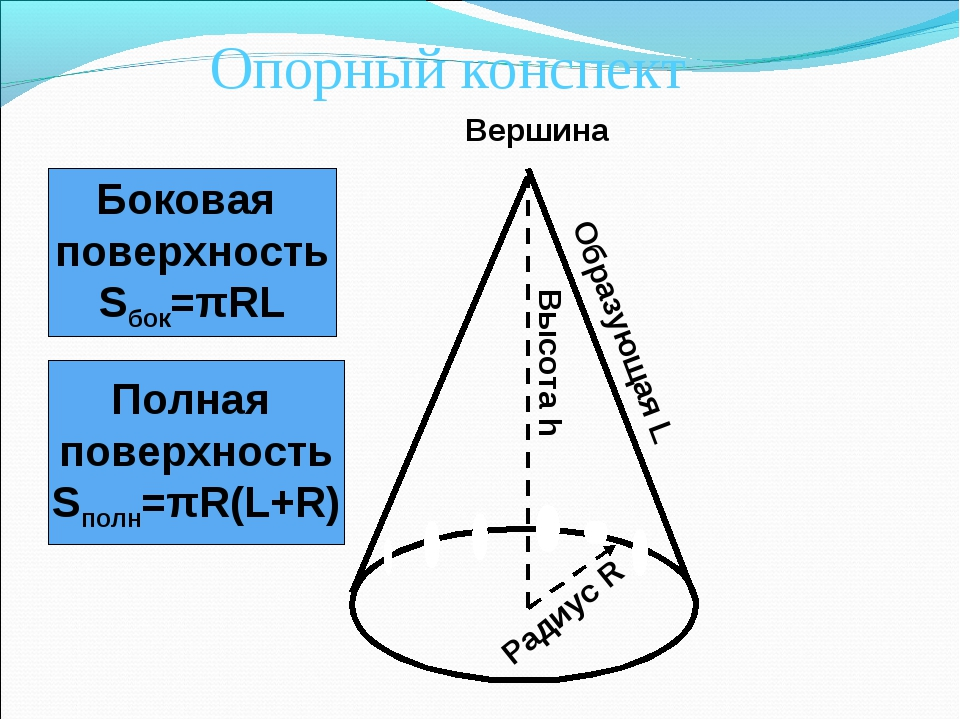 Опорный конспект
Вершина
Боковая
поверхность
Sбок=πRL
Полная
поверхность
Sполн=πR(L+R)
Образующая L
Высота h
Радиус R